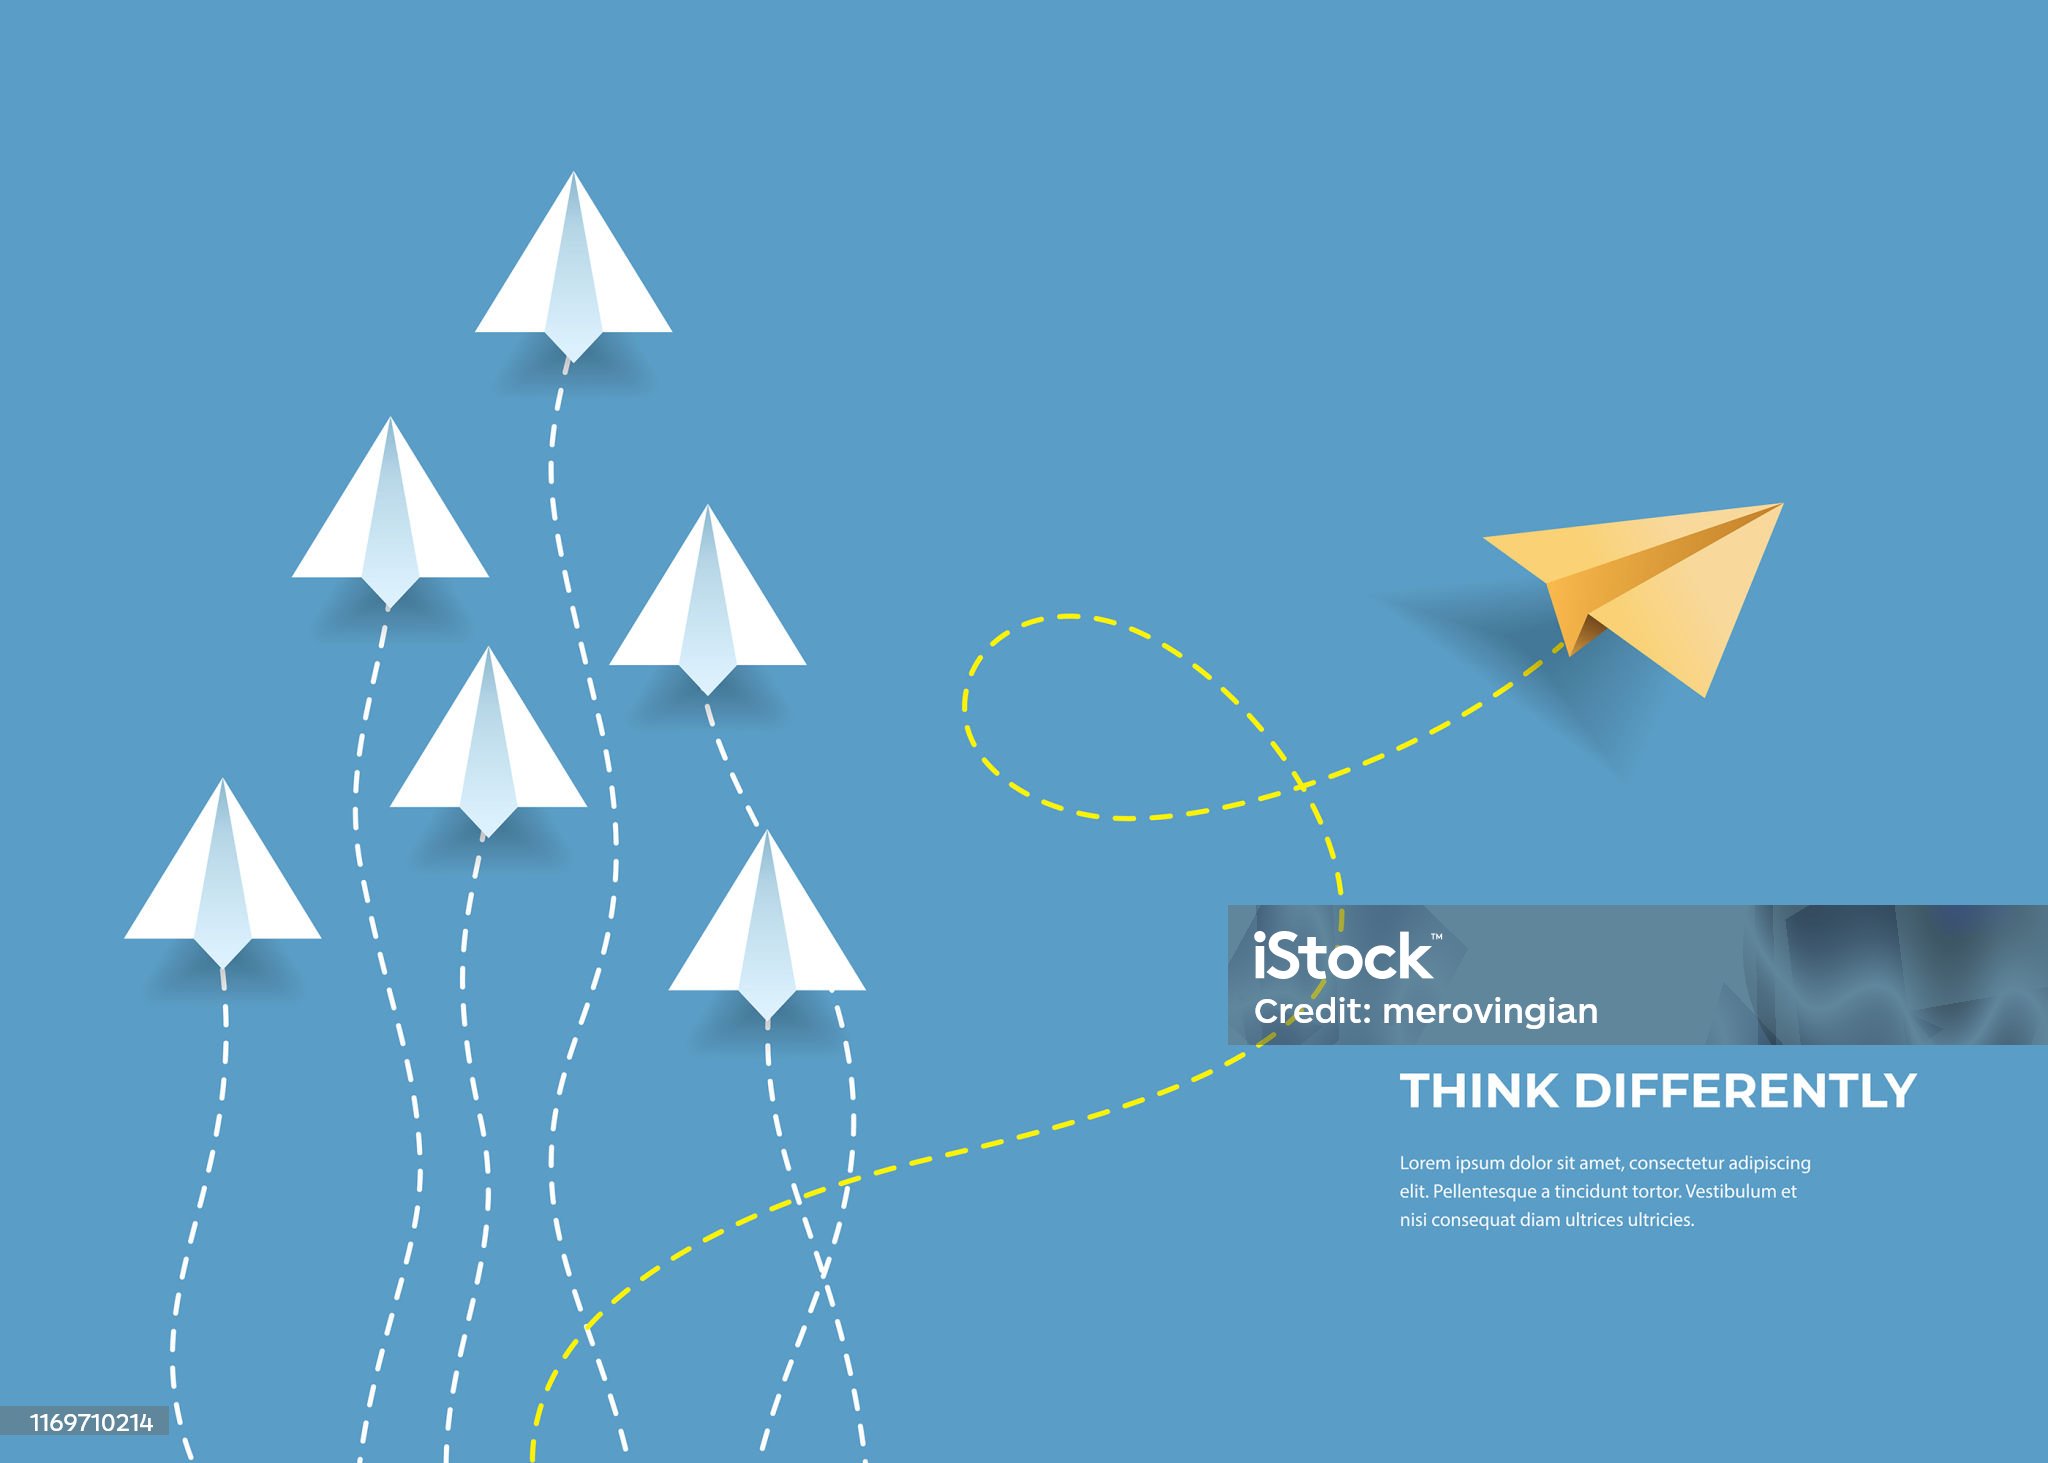 iStock™
Credit: merovingian
THINK DIFFERENTLY
Lorem ipsum dolor sit amet, consectetur adipiscing
elit. Pellentesque a tincidunt tortor. Vestibulum et
nisi consequat diam ultrices ultricies.
1169710214